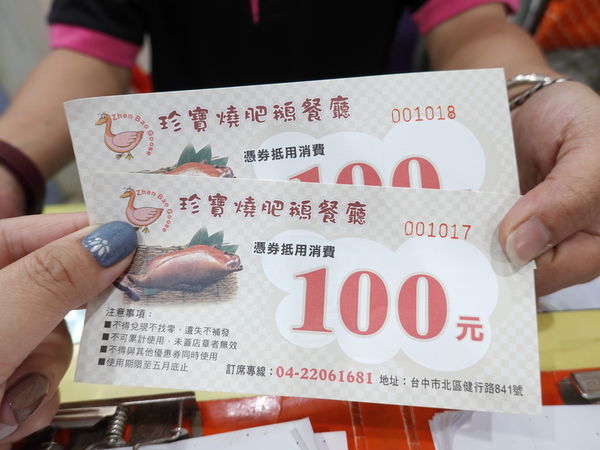 Zhen Bao Goose
珍寶燒肥鵝餐廳
001018
憑券抵用消費
100
Zhen Bao Goose
珍寶燒肥鵝餐廳
001017
憑券抵用消費
100元
注意事項：
■不得兌現不找零，遺失不補發
■不可累計使用，未蓋店章者無效
■不得與其他優惠券同時使用
■使用期限至五月底止
訂席專線：04-22061681 地址：台中市北區健行路841號